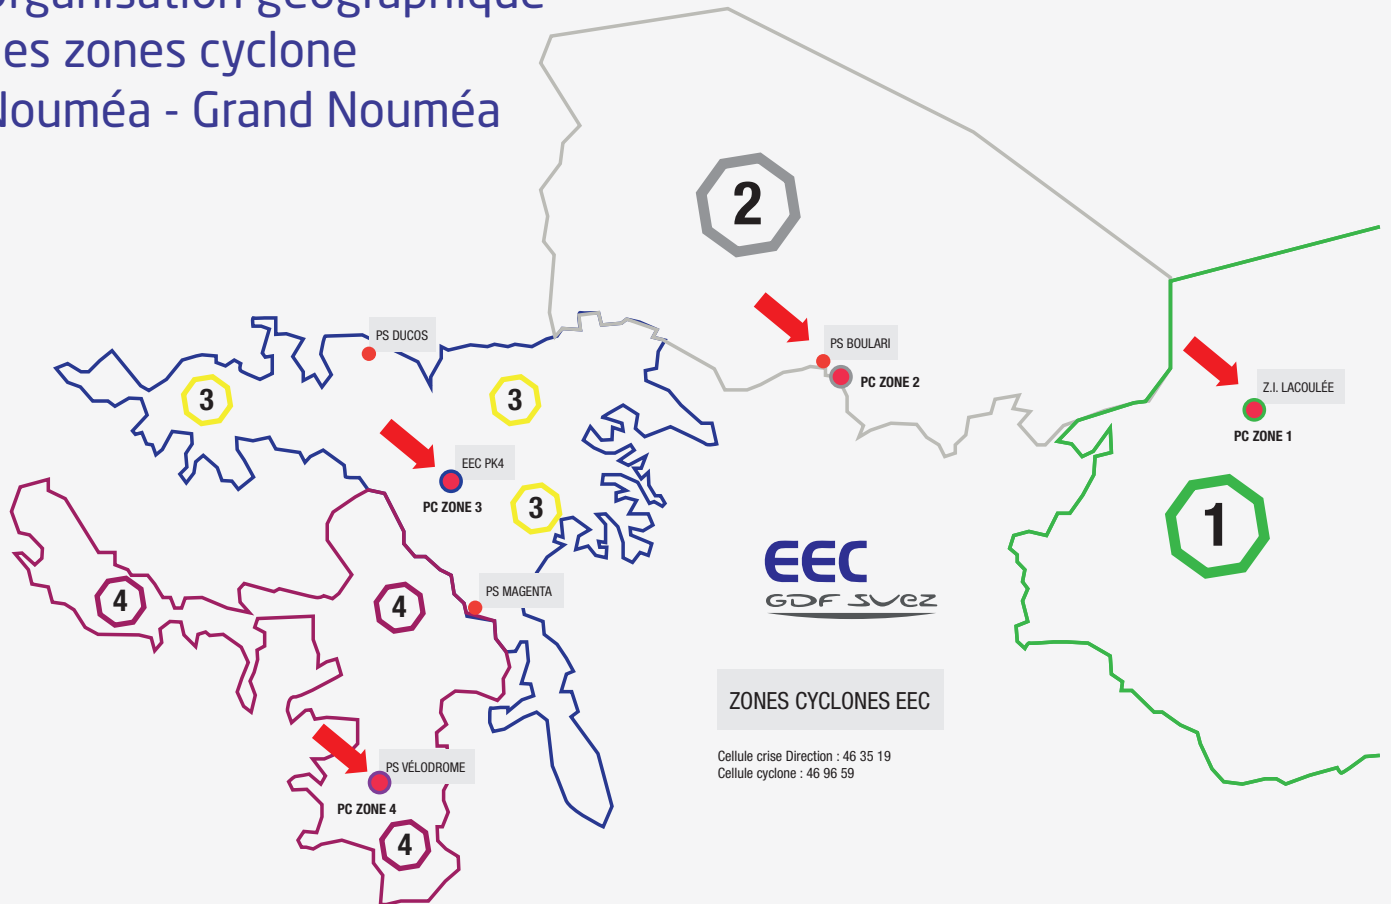 organisation géographique
es zones cyclone
Nouméa - Grand Nouméa
2
PS DUCOS
PS BOULARI
PC ZONE 2
Z.I. LACOULÉE
PC ZONE 1
3
3
EEC PK4
PC ZONE 3
3
1
EEC
GDF SUEZ
PS MAGENTA
4
4
ZONES CYCLONES EEC
Cellule crise Direction : 46 35 19
Cellule cyclone : 46 96 59
PS VÉLODROME
PC ZONE 4
4